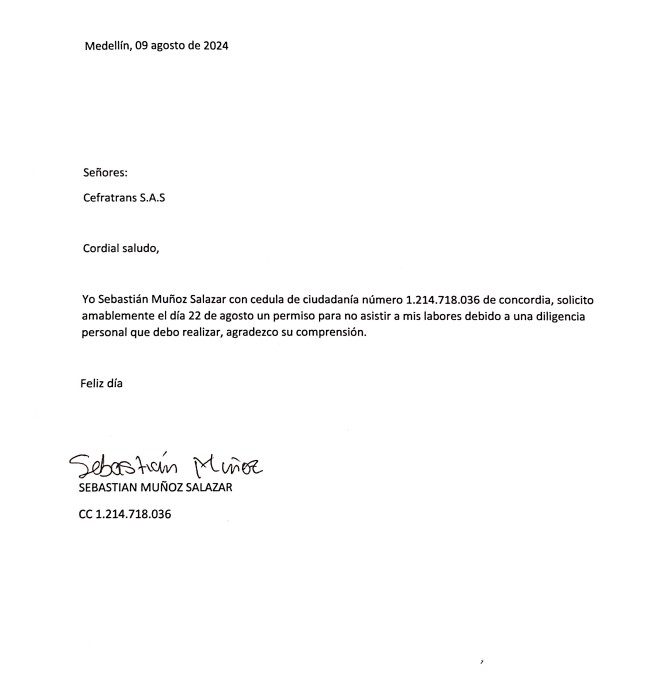 Medellín, 09 agosto de 2024
Señores:
Cefratrans S.A.S
Cordial saludo,
Yo Sebastián Muñoz Salazar con cedula de ciudadanía número 1.214.718.036 de concordia, solicito
amablemente el día 22 de agosto un permiso para no asistir a mis labores debido a una diligencia
personal que debo realizar, agradezco su comprensión.
Feliz día
Sebastián Muñoz
SEBASTIAN MUÑOZ SALAZAR
CC 1.214.718.036